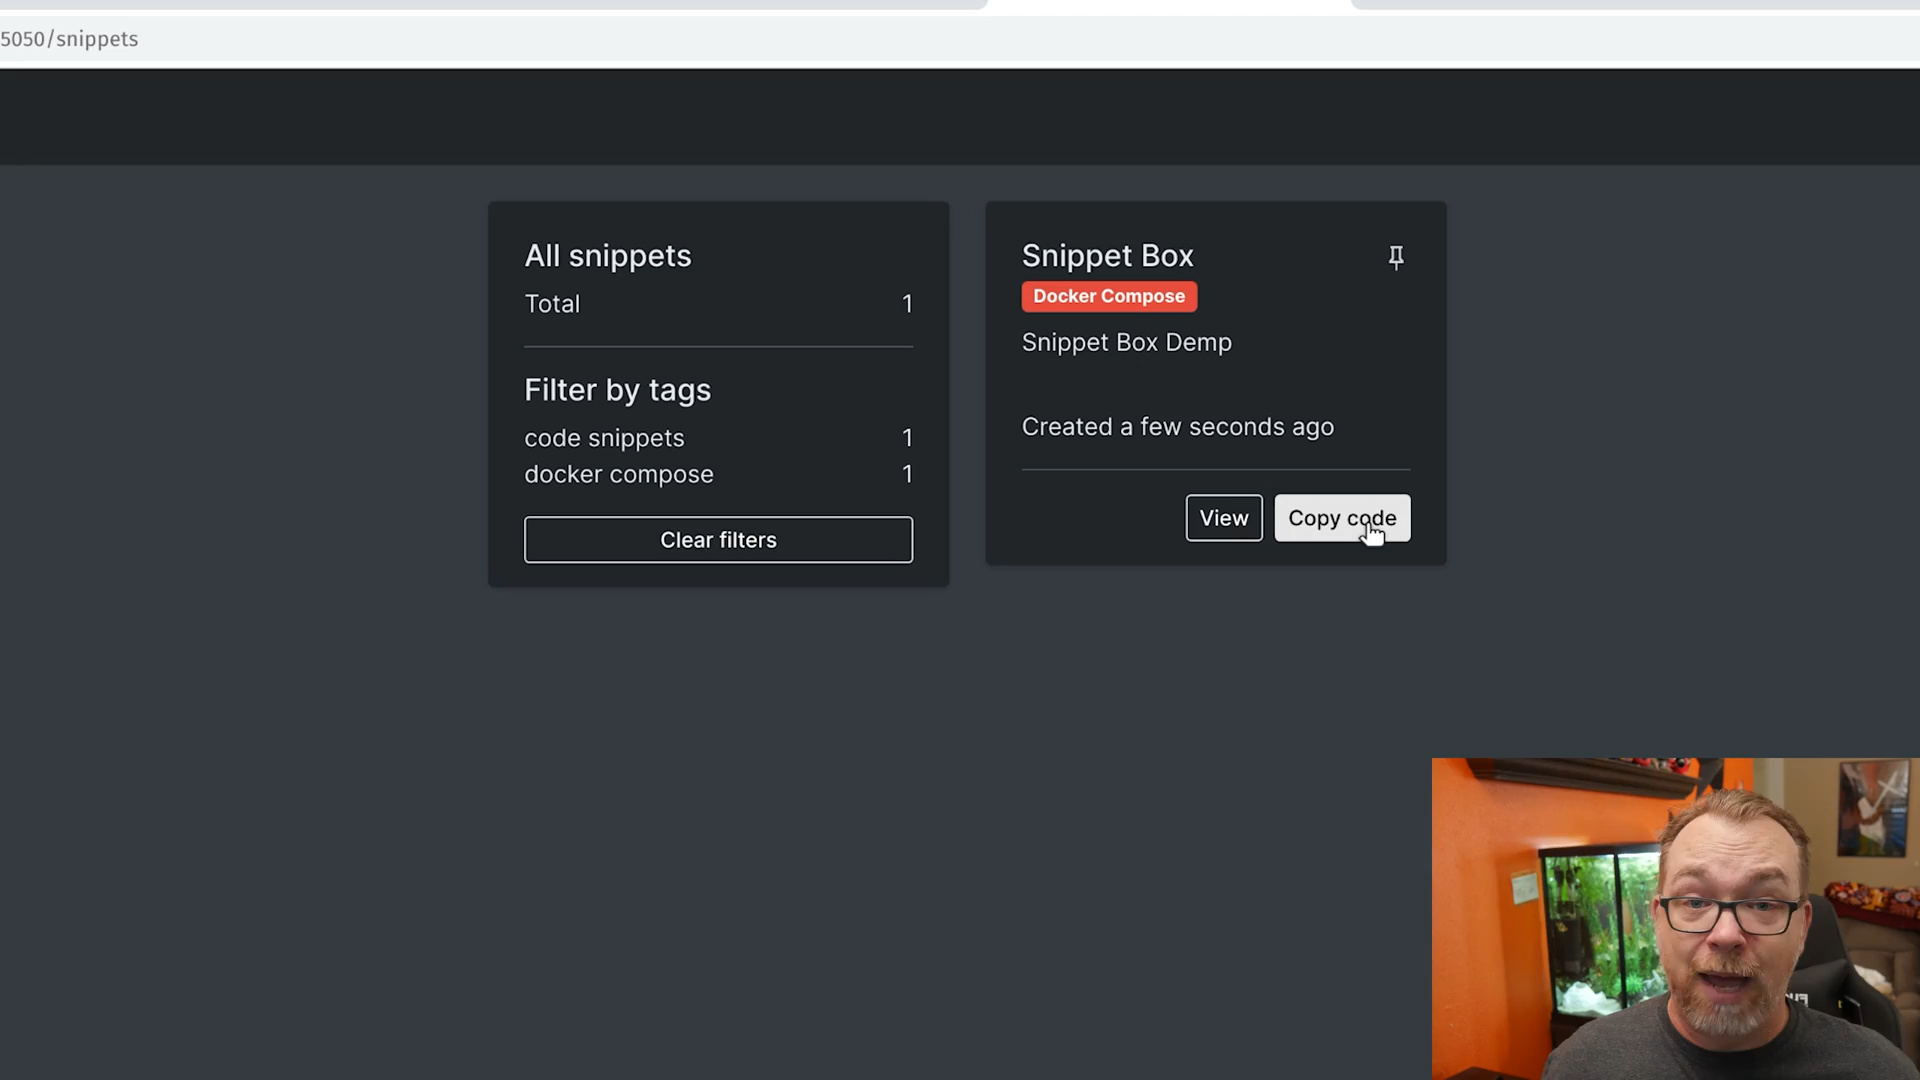 5050/snippets
All snippets
Total 1
Filter by tags
code snippets 1
docker compose 1
Clear filters
Snippet Box
Docker Compose
Snippet Box Demp
Created a few seconds ago
View Copy code